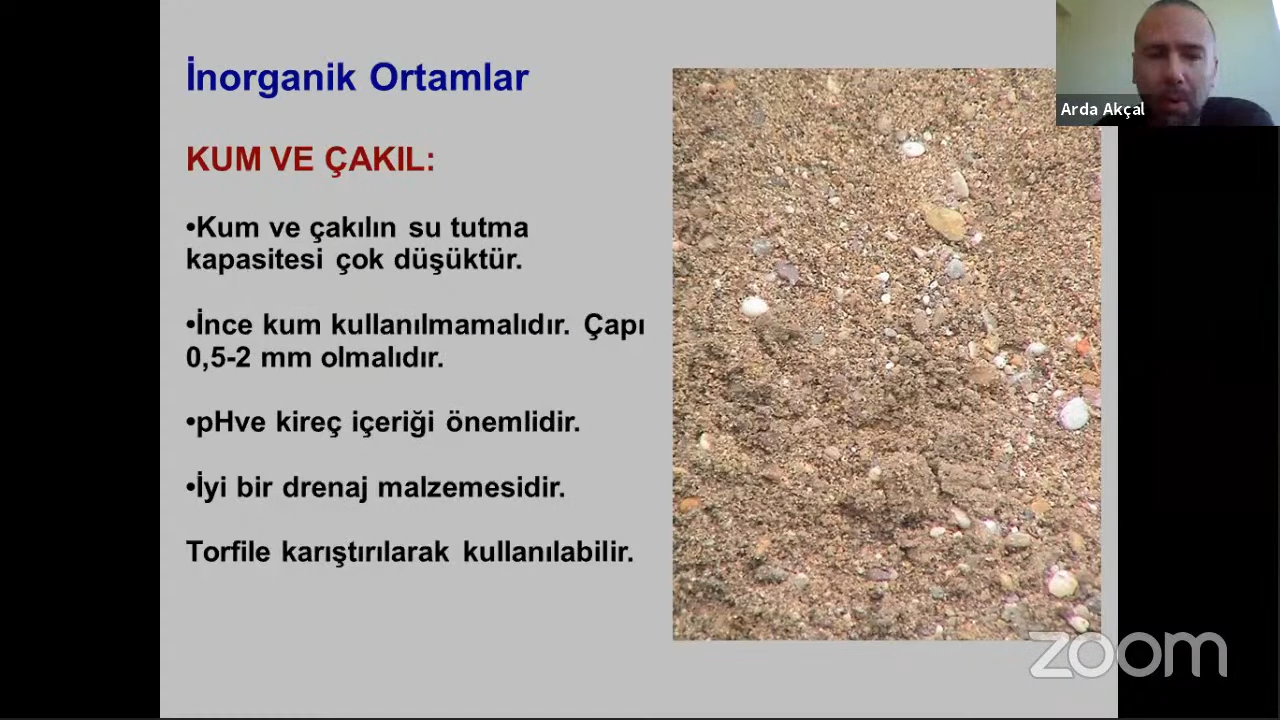 İnorganik Ortamlar
KUM VE ÇAKIL:
•Kum ve çakılın su tutma
kapasitesi çok düşüktür.
•İnce kum kullanılmamalıdır. Çapı
0,5-2 mm olmalıdır.
•pHve kireç içeriği önemlidir.
•İyi bir drenaj malzemesidir.
Torfile karıştırılarak kullanılabilir.
Arda Akçal
zoom